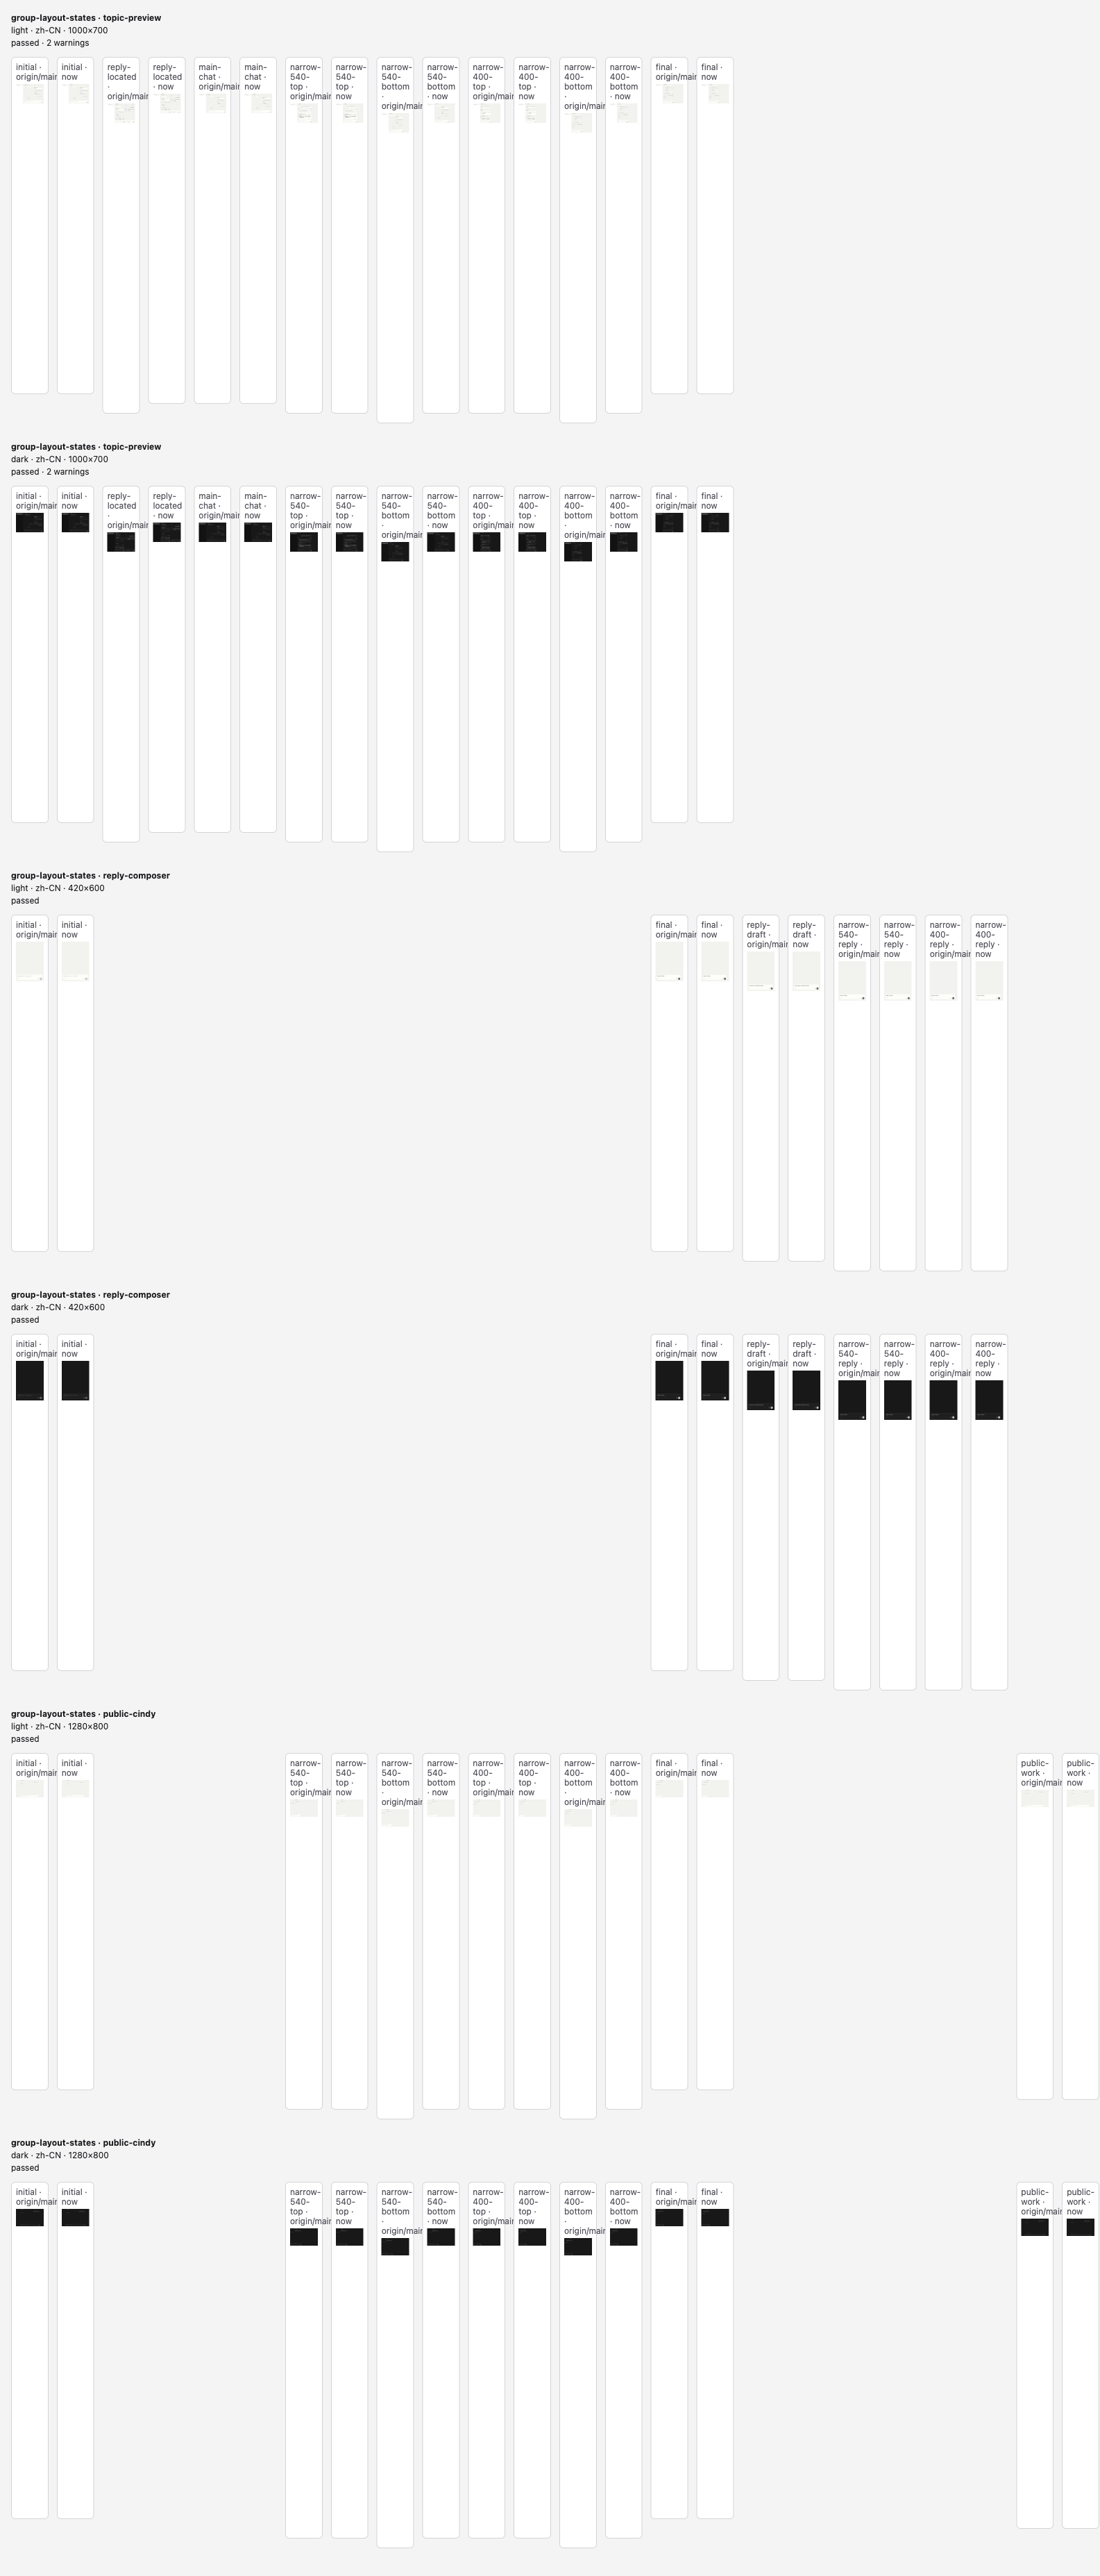 group-layout-states · topic-preview
light · zh-CN · 1000×700
passed · 2 warnings
initial ·
origin/main
initial ·
now
reply-
located
·
origin/main
reply-
located
· now
main-
chat ·
origin/main
main-
chat ·
now
narrow-
540-
top ·
origin/main
narrow-
540-
top ·
now
narrow-
540-
bottom
·
origin/main
narrow-
540-
bottom
· now
narrow-
400-
top ·
origin/main
narrow-
400-
top ·
now
narrow-
400-
bottom
·
origin/main
narrow-
400-
bottom
· now
final ·
origin/main
final ·
now
group-layout-states · topic-preview
dark · zh-CN · 1000×700
passed · 2 warnings
initial ·
origin/main
initial ·
now
reply-
located
·
origin/main
reply-
located
· now
main-
chat ·
origin/main
main-
chat ·
now
narrow-
540-
top ·
origin/main
narrow-
540-
top ·
now
narrow-
540-
bottom
·
origin/main
narrow-
540-
bottom
· now
narrow-
400-
top ·
origin/main
narrow-
400-
top ·
now
narrow-
400-
bottom
·
origin/main
narrow-
400-
bottom
· now
final ·
origin/main
final ·
now
group-layout-states · reply-composer
light · zh-CN · 420×600
passed
initial ·
origin/main
initial ·
now
final ·
origin/main
final ·
now
reply-
draft ·
origin/main
reply-
draft ·
now
narrow-
540-
reply ·
origin/main
narrow-
540-
reply ·
now
narrow-
400-
reply ·
origin/main
narrow-
400-
reply ·
now
group-layout-states · reply-composer
dark · zh-CN · 420×600
passed
initial ·
origin/main
initial ·
now
final ·
origin/main
final ·
now
reply-
draft ·
origin/main
reply-
draft ·
now
narrow-
540-
reply ·
origin/main
narrow-
540-
reply ·
now
narrow-
400-
reply ·
origin/main
narrow-
400-
reply ·
now
group-layout-states · public-cindy
light · zh-CN · 1280×800
passed
initial ·
origin/main
initial ·
now
narrow-
540-
top ·
origin/main
narrow-
540-
top ·
now
narrow-
540-
bottom
·
origin/main
narrow-
540-
bottom
· now
narrow-
400-
top ·
origin/main
narrow-
400-
top ·
now
narrow-
400-
bottom
·
origin/main
narrow-
400-
bottom
· now
final ·
origin/main
final ·
now
public-
work ·
origin/main
public-
work ·
now
group-layout-states · public-cindy
dark · zh-CN · 1280×800
passed
initial ·
origin/main
initial ·
now
narrow-
540-
top ·
origin/main
narrow-
540-
top ·
now
narrow-
540-
bottom
·
origin/main
narrow-
540-
bottom
· now
narrow-
400-
top ·
origin/main
narrow-
400-
top ·
now
narrow-
400-
bottom
·
origin/main
narrow-
400-
bottom
· now
final ·
origin/main
final ·
now
public-
work ·
origin/main
public-
work ·
now